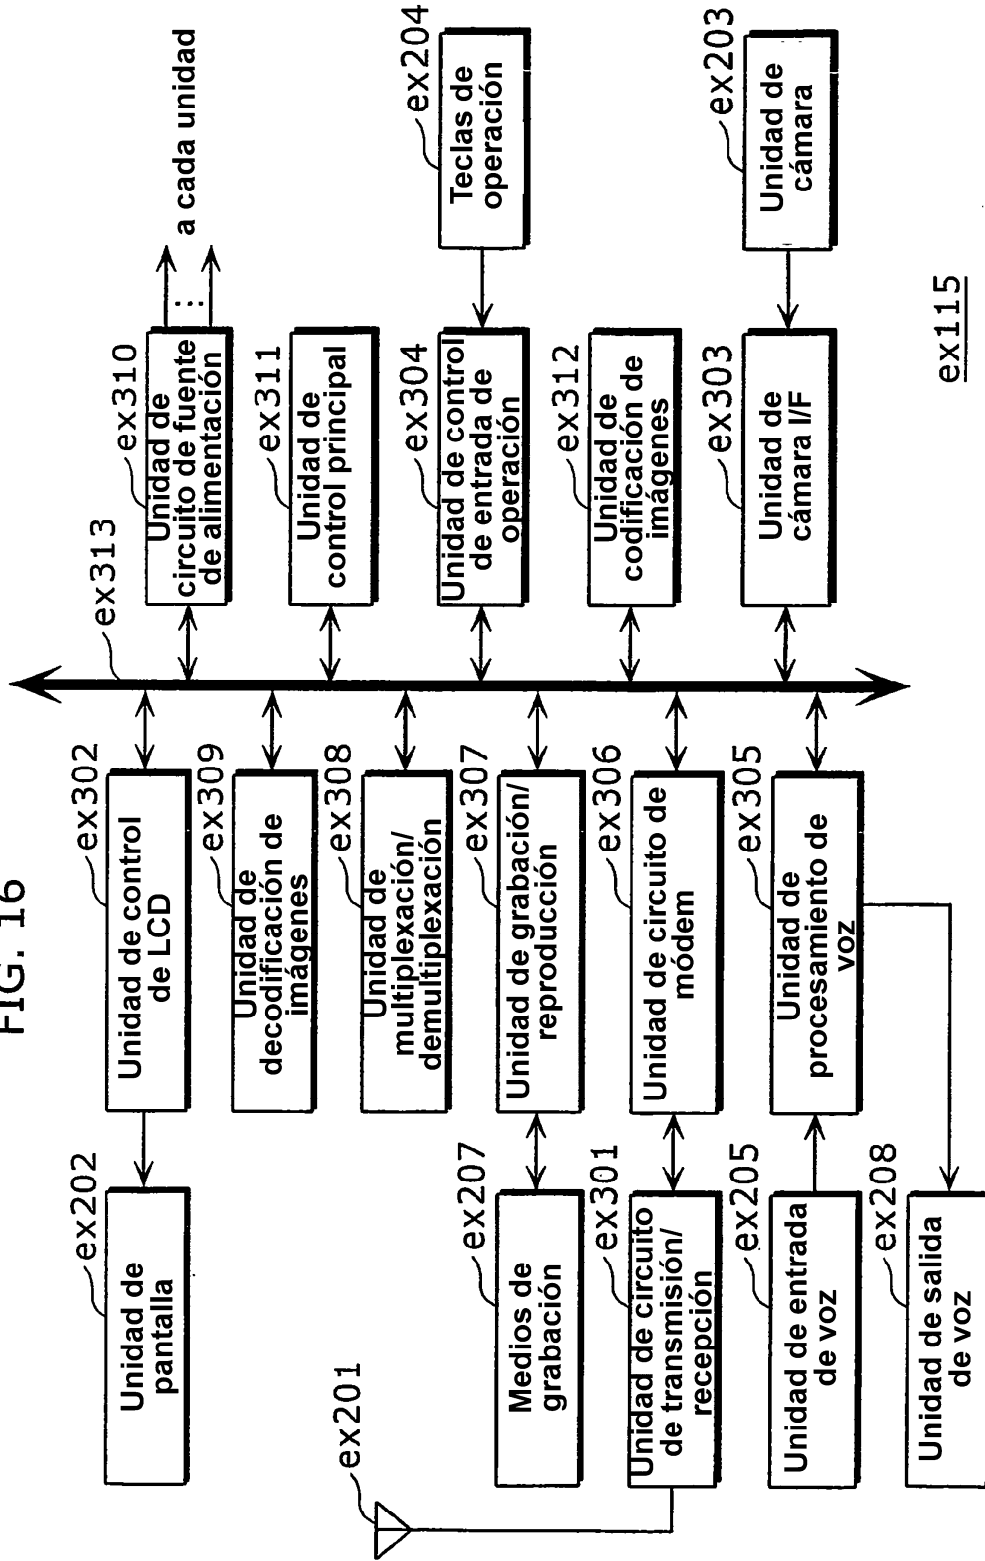 FIG. 16
ex202
Unidad de
pantalla
ex302
Unidad de control
de LCD
ex313
ex310
Unidad de
circuito de fuente
de alimentación
a cada unidad
ex309
Unidad de
decodificación de
imágenes
ex311
Unidad de
control principal
ex308
Unidad de
multiplexación/
demultiplexación
ex304
Unidad de control
de entrada de
operación
ex204
Teclas de
operación
ex207
Medios de
grabación
ex307
Unidad de grabación/
reproducción
ex312
Unidad de
codificación de
imágenes
ex201
ex301
Unidad de circuito
de transmisión/
recepción
ex306
Unidad de circuito de
módem
ex303
Unidad de
cámara I/F
ex203
Unidad de
cámara
ex205
Unidad de entrada
de voz
ex305
Unidad de
procesamiento de
voz
ex208
Unidad de salida
de voz
ex115